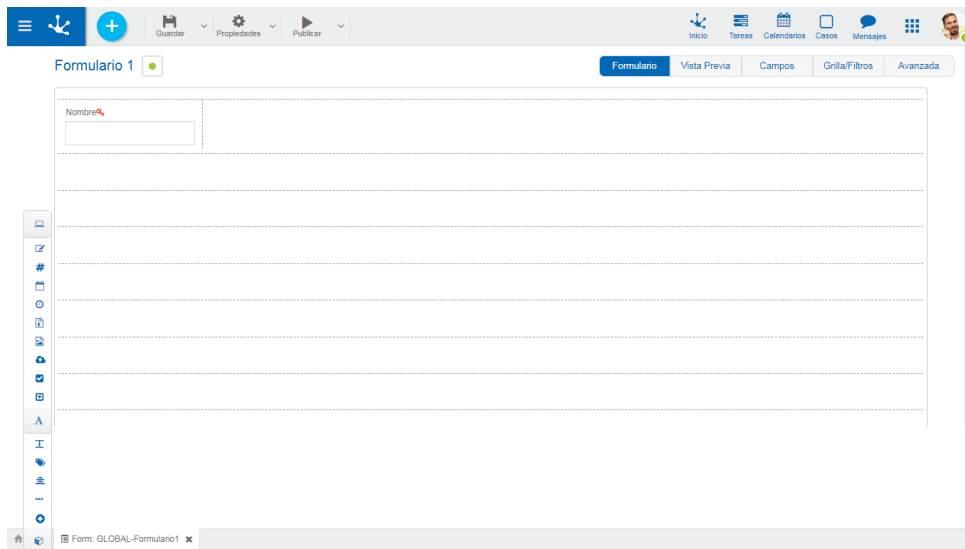 Guardar
Propiedades
Publicar
Inicio
Tareas
Calendarios
Casos
Mensajes
Formulario 1
Formulario
Vista Previa
Campos
Grilla/Filtros
Avanzada
Nombre
Form: GLOBAL-Formulario1